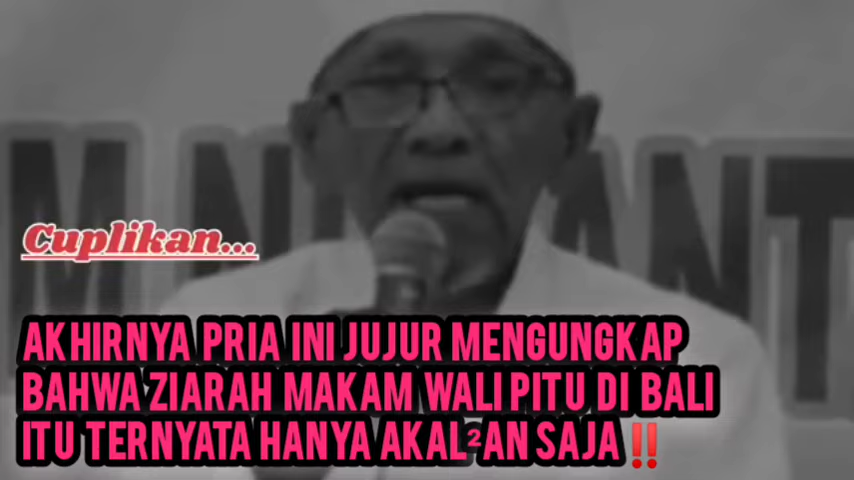 Cuplikan...
AKHIRNYA PRIA INI JUJUR MENGUNGKAP
BAHWA ZIARAH MAKAM WALI PITU DI BALI
ITU TERNYATA HANYA AKAL²AN SAJA‼️